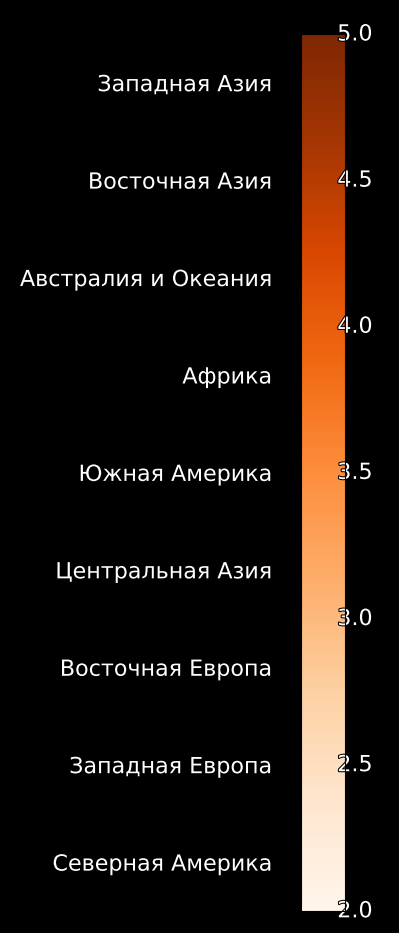 5.0
Западная Азия
4.5
Восточная Азия
Австралия и Океания
4.0
Африка
3.5
Южная Америка
Центральная Азия
3.0
Восточная Европа
2.5
Западная Европа
Северная Америка
2.0